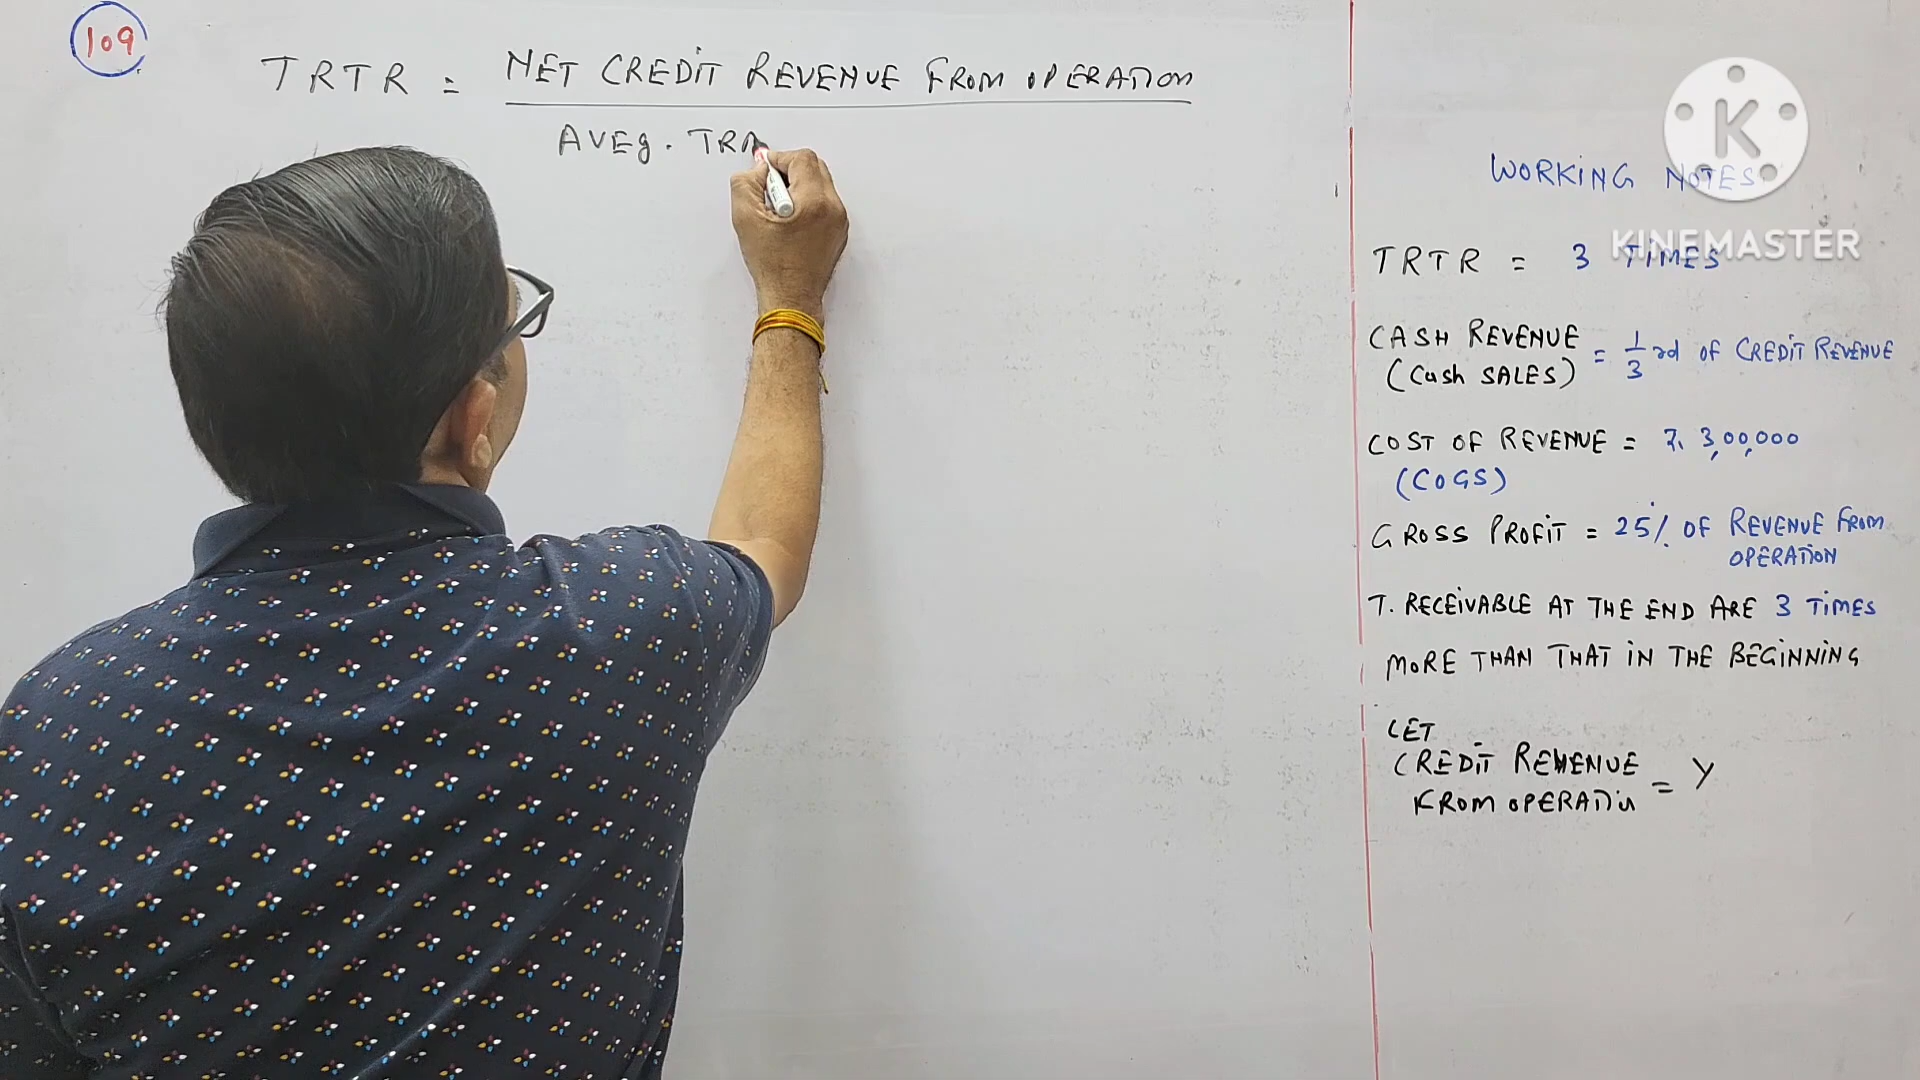 109
TRTR = NET CREDIT REVENUE FROM OPERATION
AVEg. TRA
K
KINEMASTER
WORKING NOTES
TRTR = 3 TIMES
CASH REVENUE = 1/3 rd OF CREDIT REVENUE
(Cash SALES)
COST OF REVENUE = ₹. 3,00,000
(COGS)
GROSS PROFIT = 25% OF REVENUE FROM
OPERATION
T. RECEIVABLE AT THE END ARE 3 TIMES
MORE THAN THAT IN THE BEGINNING
LET
CREDIT REVENUE = Y
FROM OPERATION